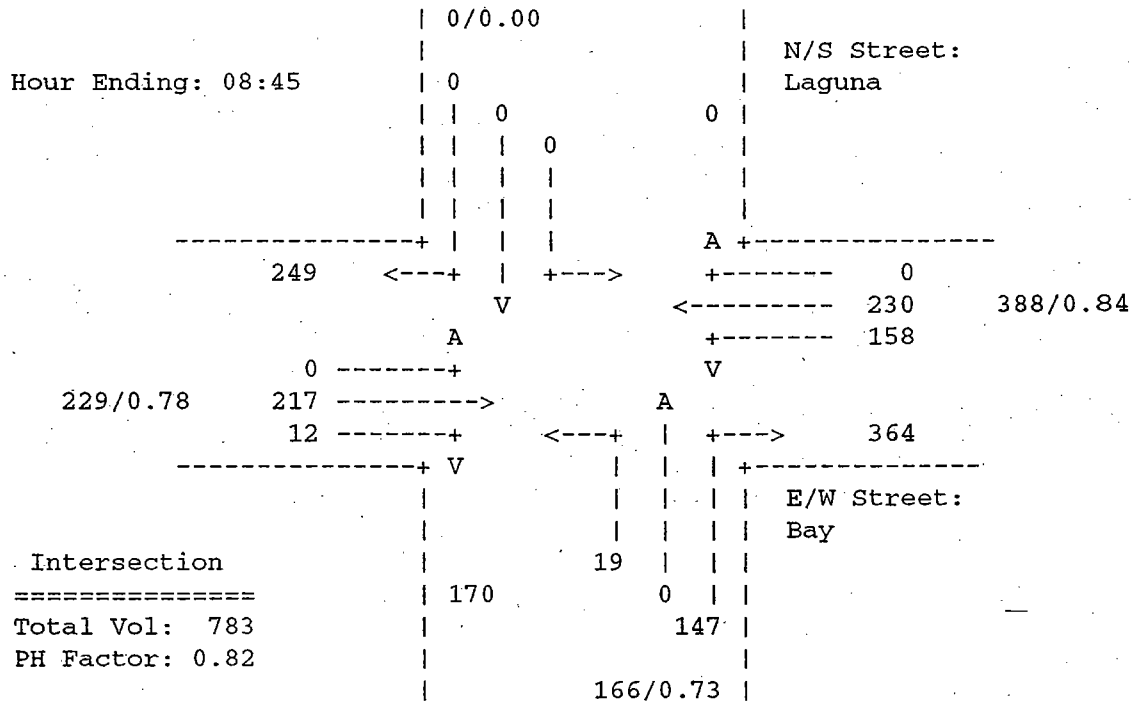 | 0/0.00 |
| | N/S Street:
Hour Ending: 08:45 | 0 | Laguna
| | 0 0 |
| | | 0 |
| | | | |
| | | | |
---------------+ | | | A +---------------
249 <---+ | +---> +------- 0
V <--------- 230 388/0.84
A +------- 158
0 -------+ V
229/0.78 217 ---------> A
12 -------+ <---+ | +---> 364
---------------+ V | | | +---------------
| | | | | E/W Street:
| | | | | Bay
Intersection | 19 | | |
=============== | 170 0 | |
Total Vol: 783 | 147 |
PH Factor: 0.82 | |
| 166/0.73 |